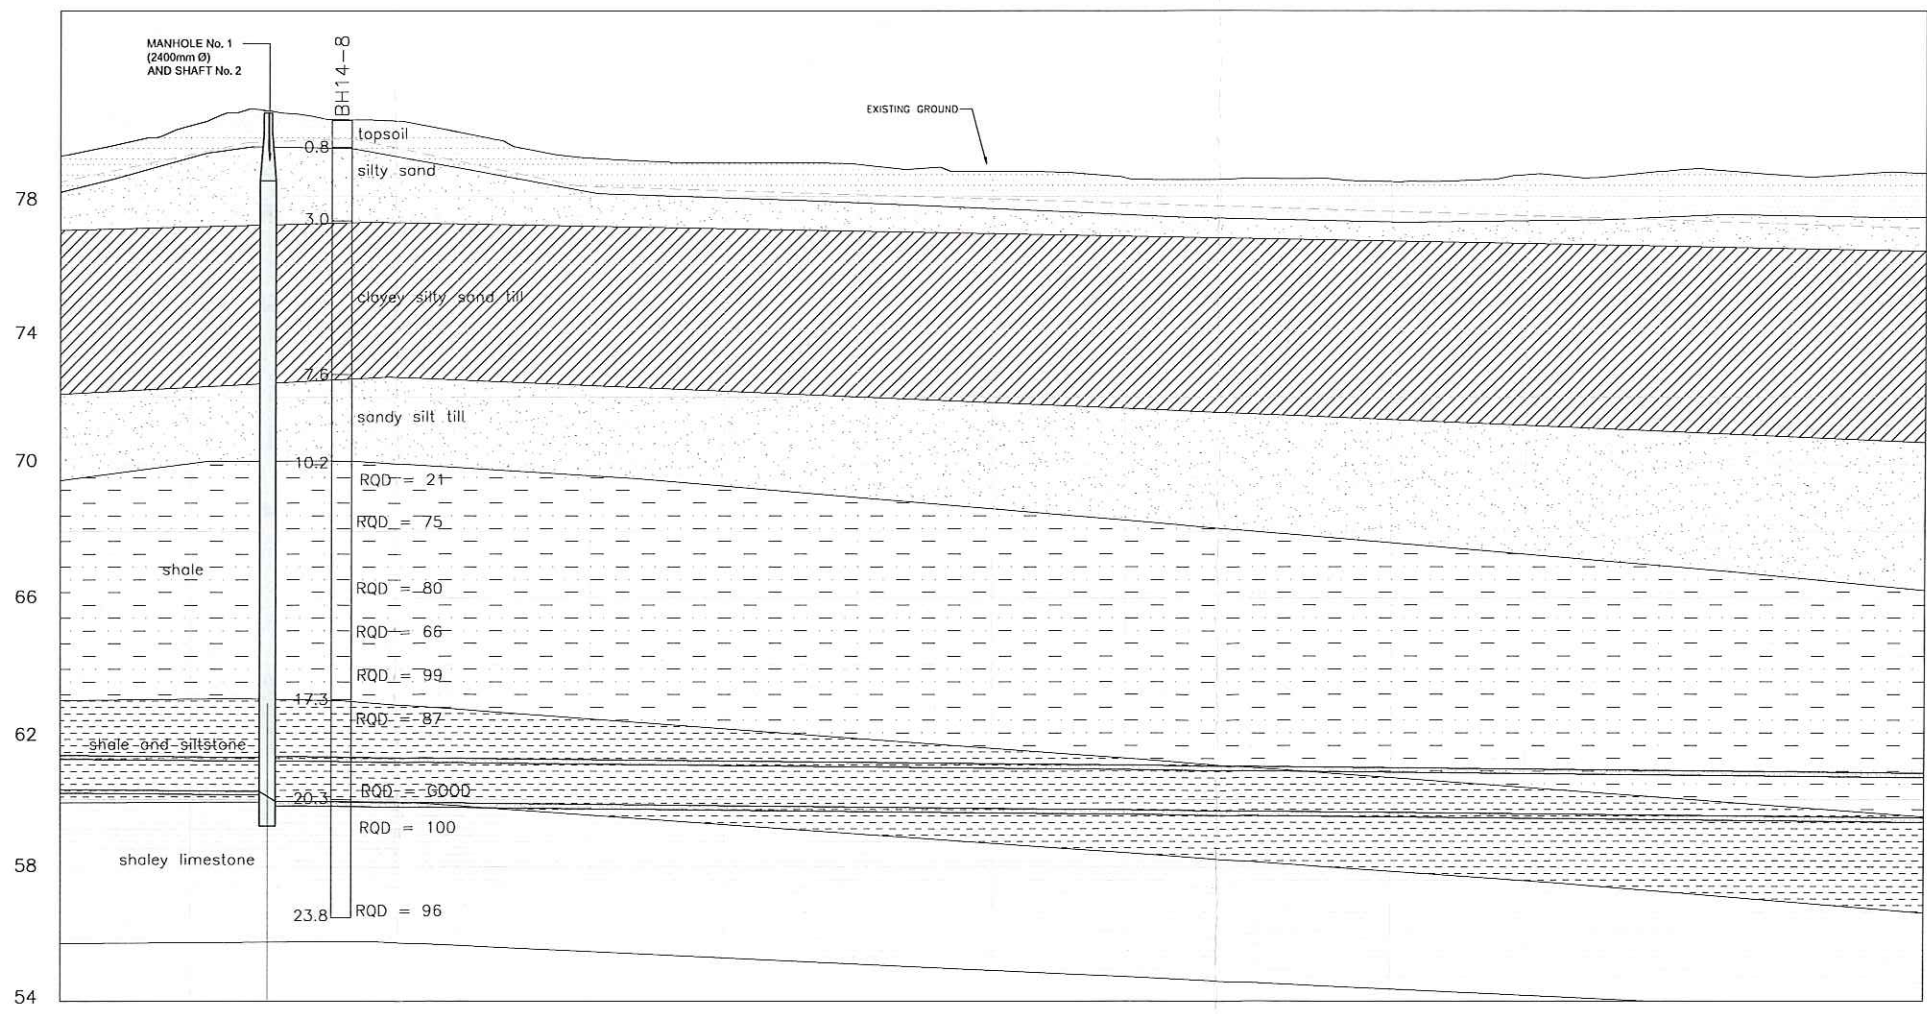 MANHOLE No. 1
(2400mm Ø)
AND SHAFT No. 2
BH14-8
EXISTING GROUND
topsoil
0.8
silty sand
78
3.0
clayey silty sand till
74
7.6
sandy silt till
70
10.2
RQD = 21
RQD = 75
shale
RQD = 80
66
RQD = 66
RQD = 99
17.3
RQD = 87
62
shale and siltstone
RQD = GOOD
20.3
RQD = 100
shaley limestone
58
23.8
RQD = 96
54